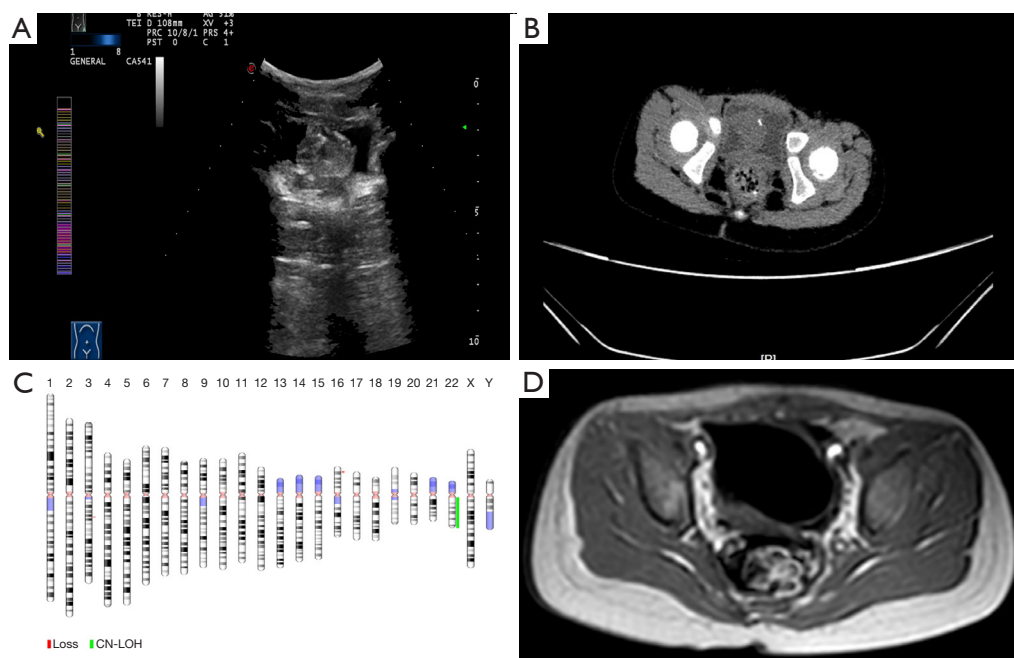 A
TEI D 108mm XV +3
PRC 10/8/1 PRS 4+
PST 0 C 1
1 8
GENERAL CA541
0
5
10
B
C
1 2 3 4 5 6 7 8 9 10 11 12 13 14 15 16 17 18 19 20 21 22 X Y
Loss CN-LOH
D